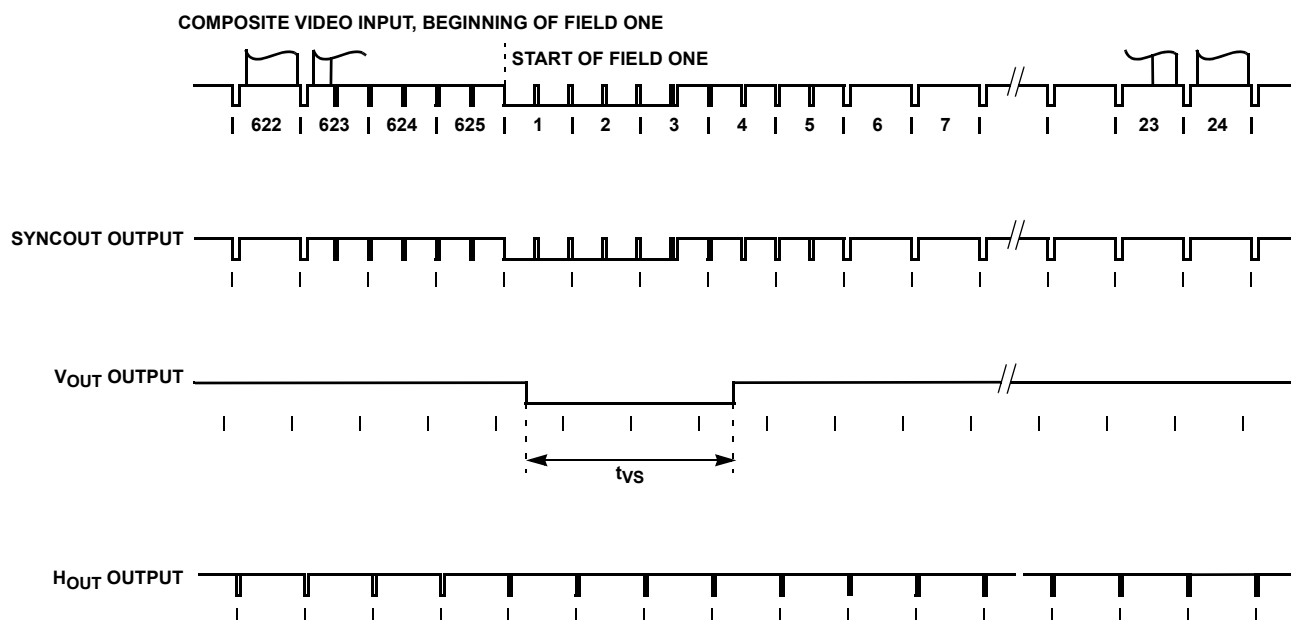 COMPOSITE VIDEO INPUT, BEGINNING OF FIELD ONE
START OF FIELD ONE
622 623 624 625 1 2 3 4 5 6 7 23 24
SYNCOUT OUTPUT
VOUT OUTPUT
tVS
HOUT OUTPUT